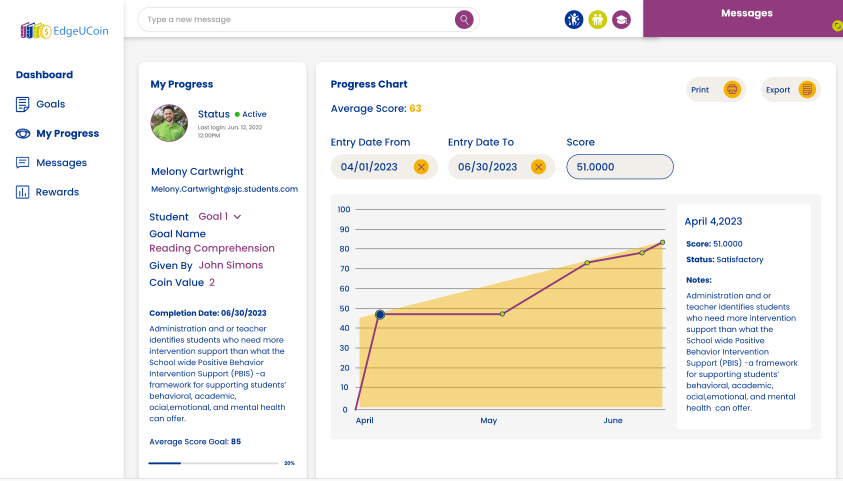 EdgeUCoin
Type a new message
Messages
Dashboard
Goals
My Progress
Messages
Rewards
My Progress
Status
Active
Last login: Jun. 12, 2022
12:00PM
Melony Cartwright
Melony.Cartwright@sjc.students.com
Student Goal 1
Goal Name
Reading Comprehension
Given By John Simons
Coin Value 2
Completion Date: 06/30/2023
Administration and or teacher
identifies students who need more
intervention support than what the
School wide Positive Behavior
Intervention Support (PBIS) -a
framework for supporting students’
behavioral, academic,
ocial,emotional, and mental health
can offer.
Average Score Goal: 85
20%
Progress Chart
Average Score: 63
Print
Export
Entry Date From
Entry Date To
Score
04/01/2023
06/30/2023
51.0000
100
90
80
70
60
50
40
30
20
10
0
April
May
June
April 4,2023
Score: 51.0000
Status: Satisfactory
Notes:
Administration and or
teacher identifies students
who need more intervention
support than what the
School wide Positive
Behavior Intervention
Support (PBIS) -a framework
for supporting students’
behavioral, academic,
ocial,emotional, and mental
health can offer.